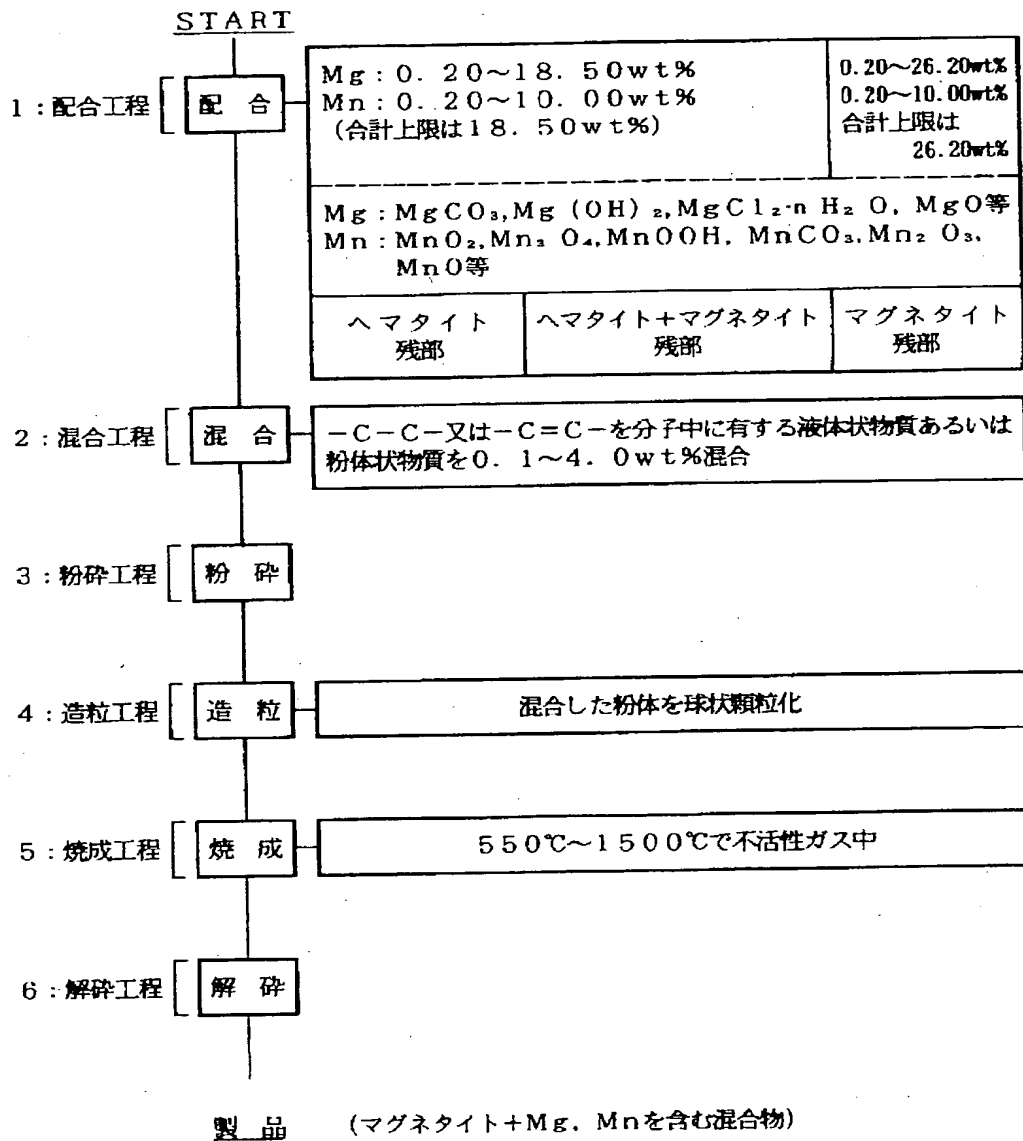 START
1:配合工程
配 合
Mg:0.20~18.50wt%
Mn:0.20~10.00wt%
(合計上限は18.50wt%)
0.20~26.20wt%
0.20~10.00wt%
合計上限は
26.20wt%
Mg:MgCO₃,Mg(OH)₂,MgCl₂·nH₂O,MgO等
Mn:MnO₂,Mn₃O₄,MnOOH,MnCO₃,Mn₂O₃,
MnO等
ヘマタイト
残部
ヘマタイト+マグネタイト
残部
マグネタイト
残部
2:混合工程
混 合
-C-C-又は-C=C-を分子中に有する液体状物質あるいは
粉体状物質を0.1~4.0wt%混合
3:粉砕工程
粉 砕
4:造粒工程
造 粒
混合した粉体を球状顆粒化
5:焼成工程
焼 成
550℃~1500℃で不活性ガス中
6:解砕工程
解 砕
製 品 (マグネタイト+Mg.Mnを含む混合物)